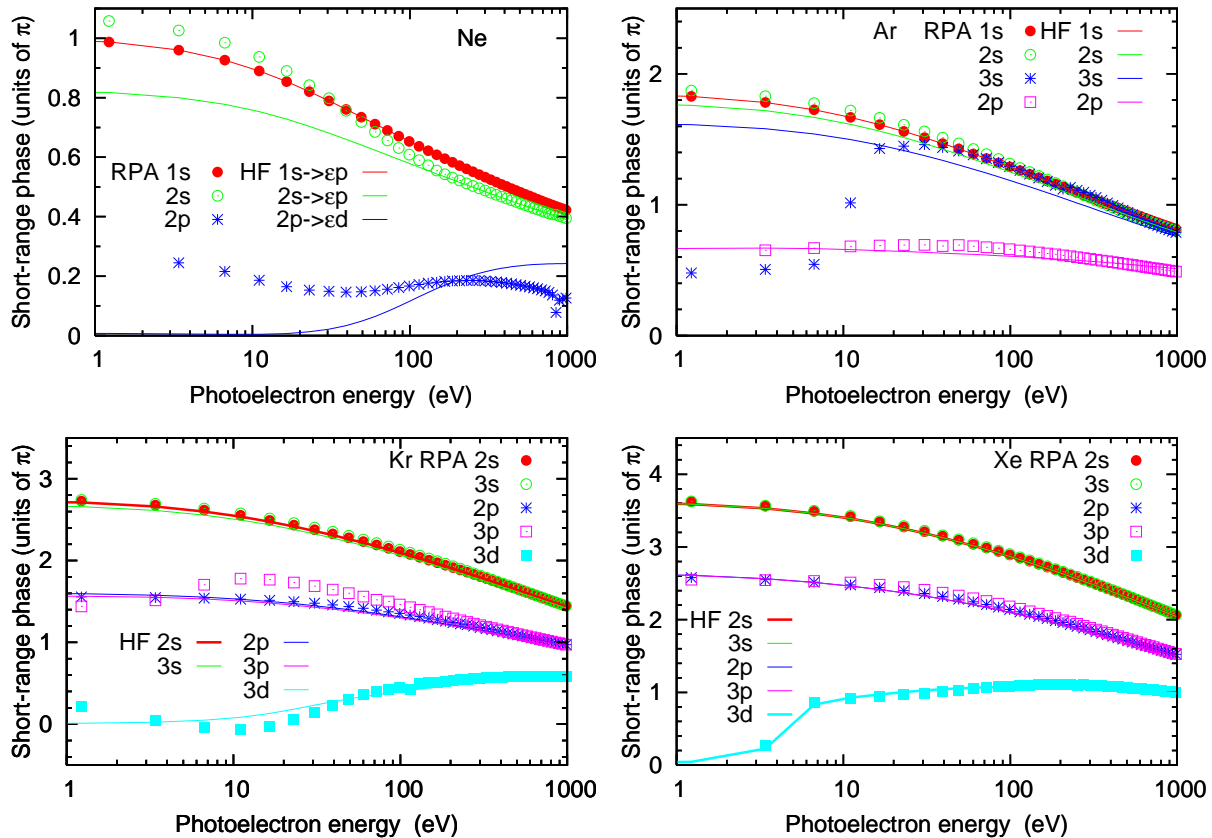 Ne
Short-range phase (units of π)
1
0.8
0.6
0.4
0.2
0
RPA 1s HF 1s->εp
2s 2s->εp
2p 2p->εd
1 10 100 1000
Photoelectron energy (eV)
Ar RPA 1s HF 1s
2s 2s
3s 3s
2p 2p
Short-range phase (units of π)
2
1
0
1 10 100 1000
Photoelectron energy (eV)
Kr RPA 2s
3s
2p
3p
3d
Short-range phase (units of π)
3
2
1
0
HF 2s 2p
3s 3p
3d
1 10 100 1000
Photoelectron energy (eV)
Xe RPA 2s
3s
2p
3p
3d
Short-range phase (units of π)
4
3
2
1
0
HF 2s
3s
2p
3p
3d
1 10 100 1000
Photoelectron energy (eV)